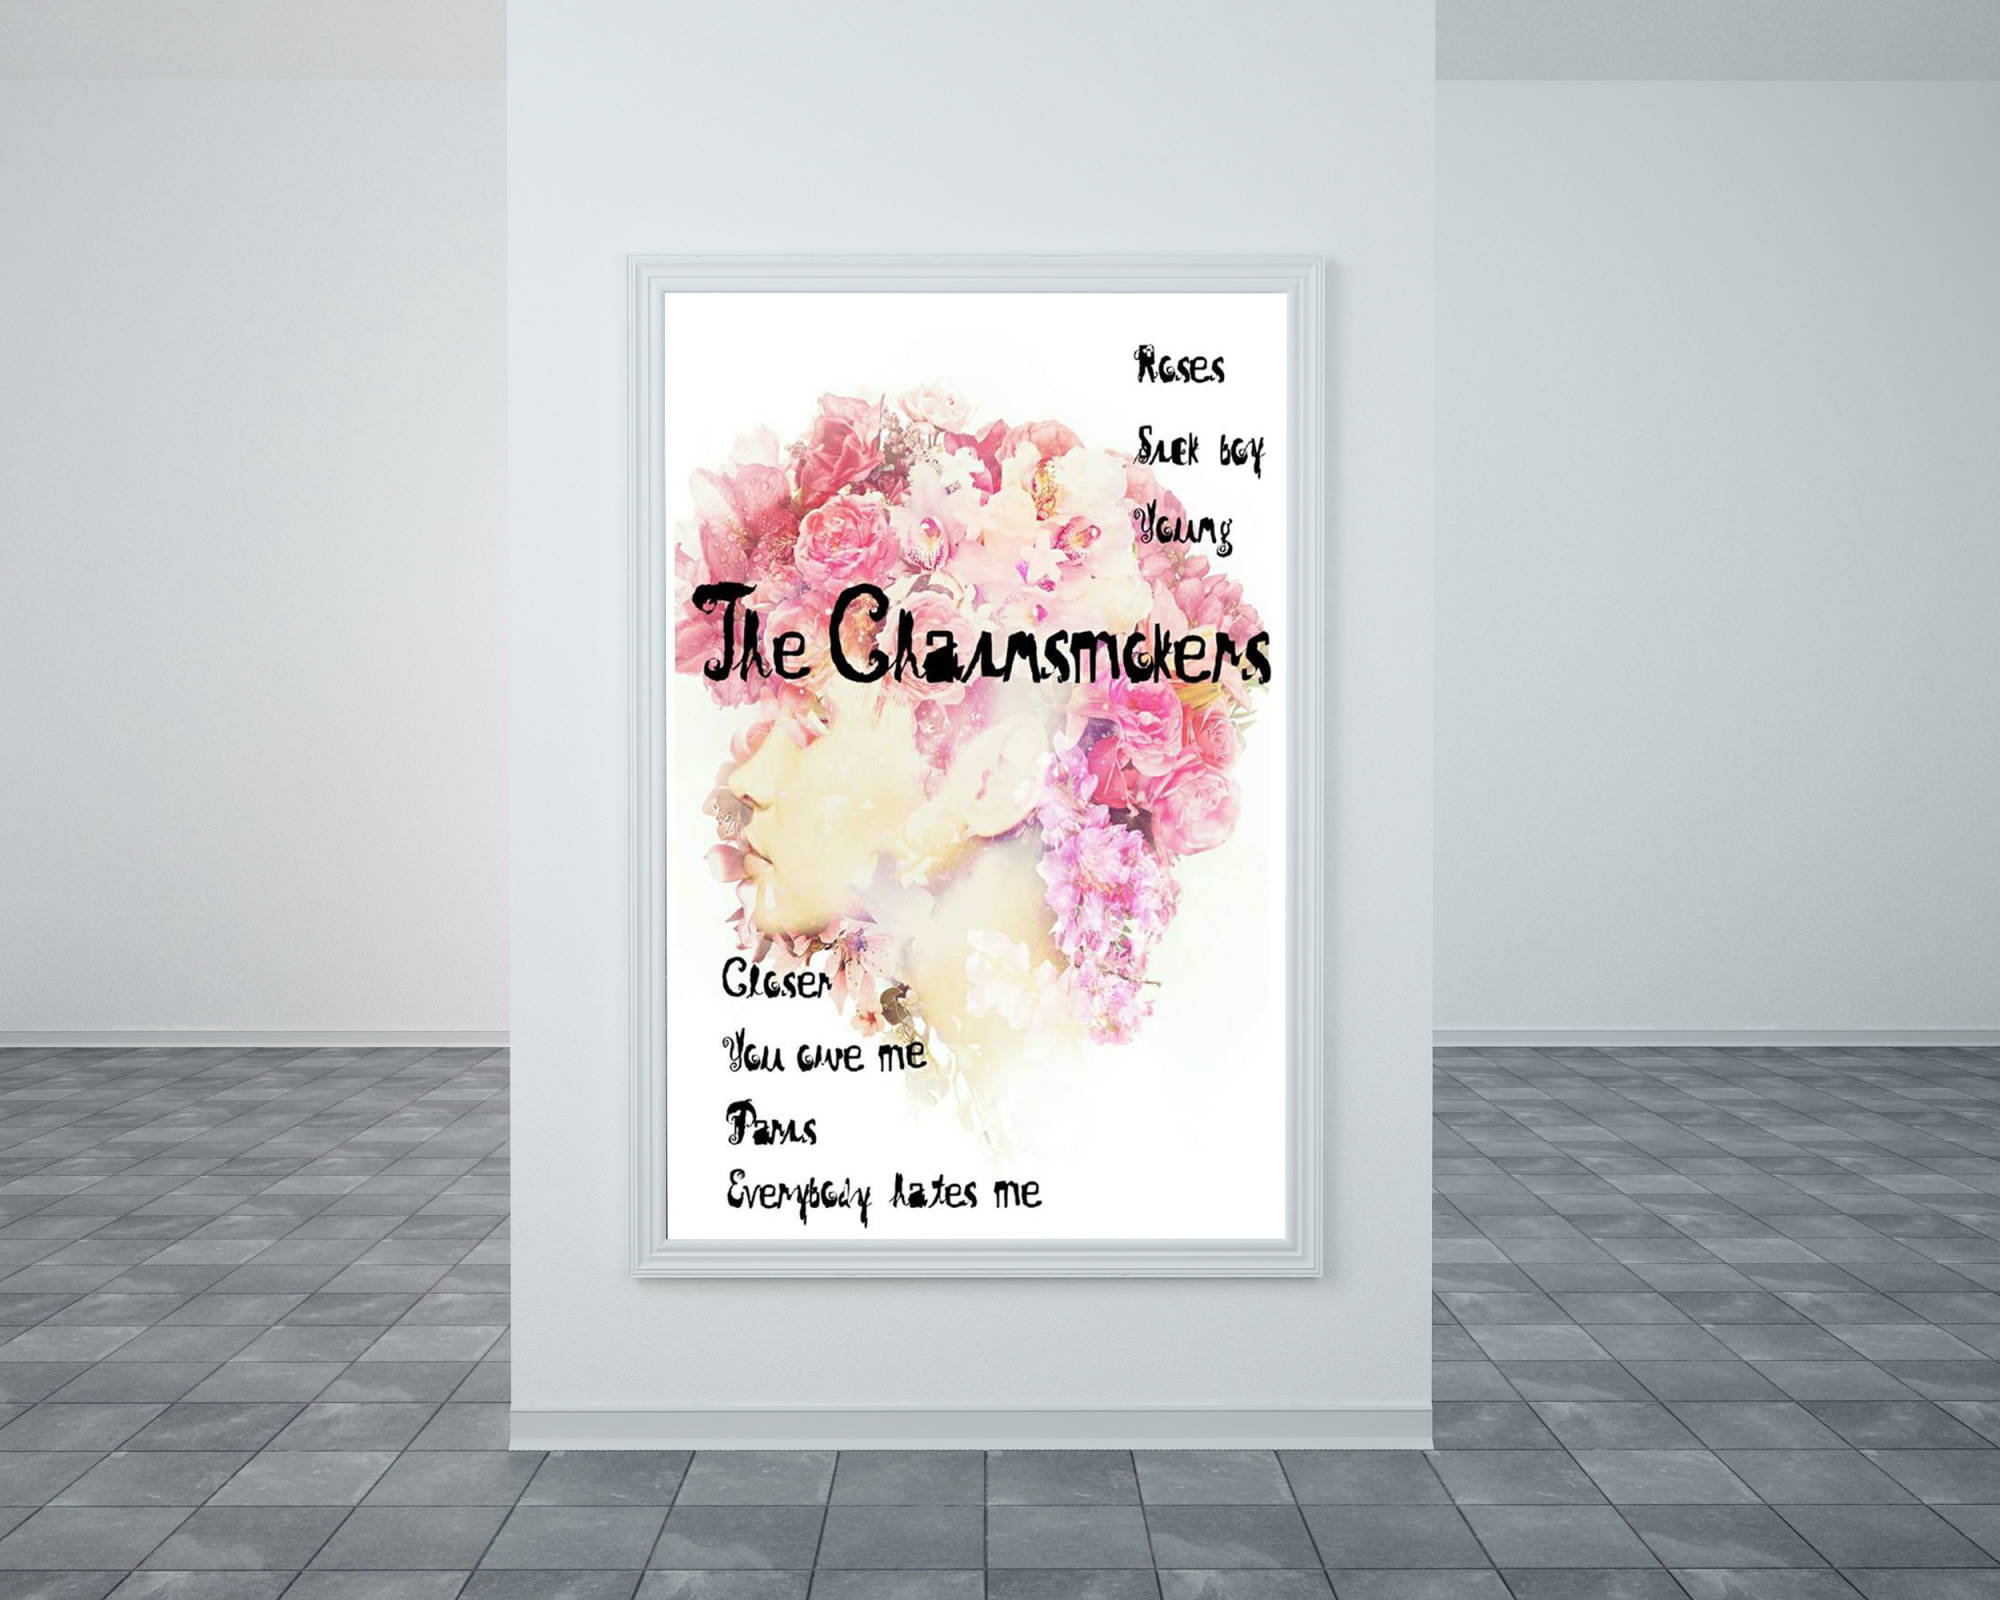 Roses
Sick boy
Young
The Chainsmokers
Closer
You owe me
Paris
Everybody hates me